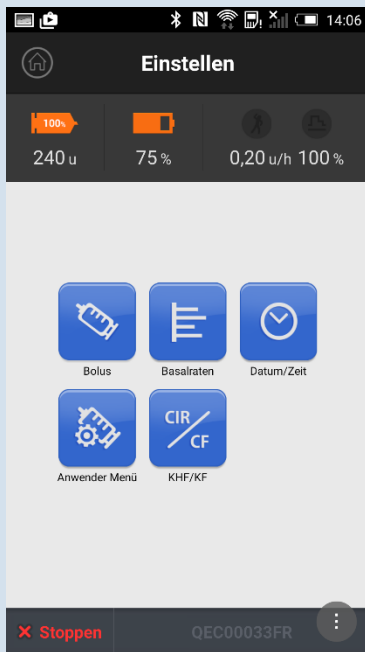 14:06
Einstellen
100%
240 u 75 % 0,20 u/h 100 %
Bolus Basalraten Datum/Zeit
CIR/CF
Anwender Menü KHF/KF
Stoppen QEC00033FR